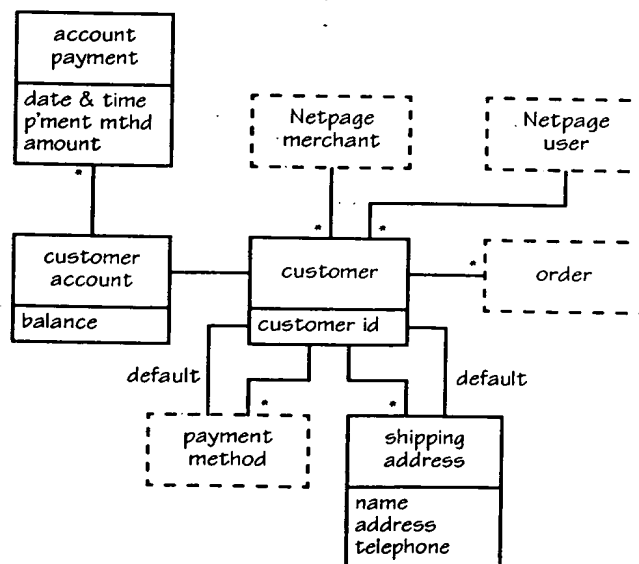 account
payment
date & time
p'ment mthd
amount
*
Netpage
merchant
*
Netpage
user
*
customer
account
balance
customer
customer id
*
order
default
*
payment
method
*
default
shipping
address
name
address
telephone